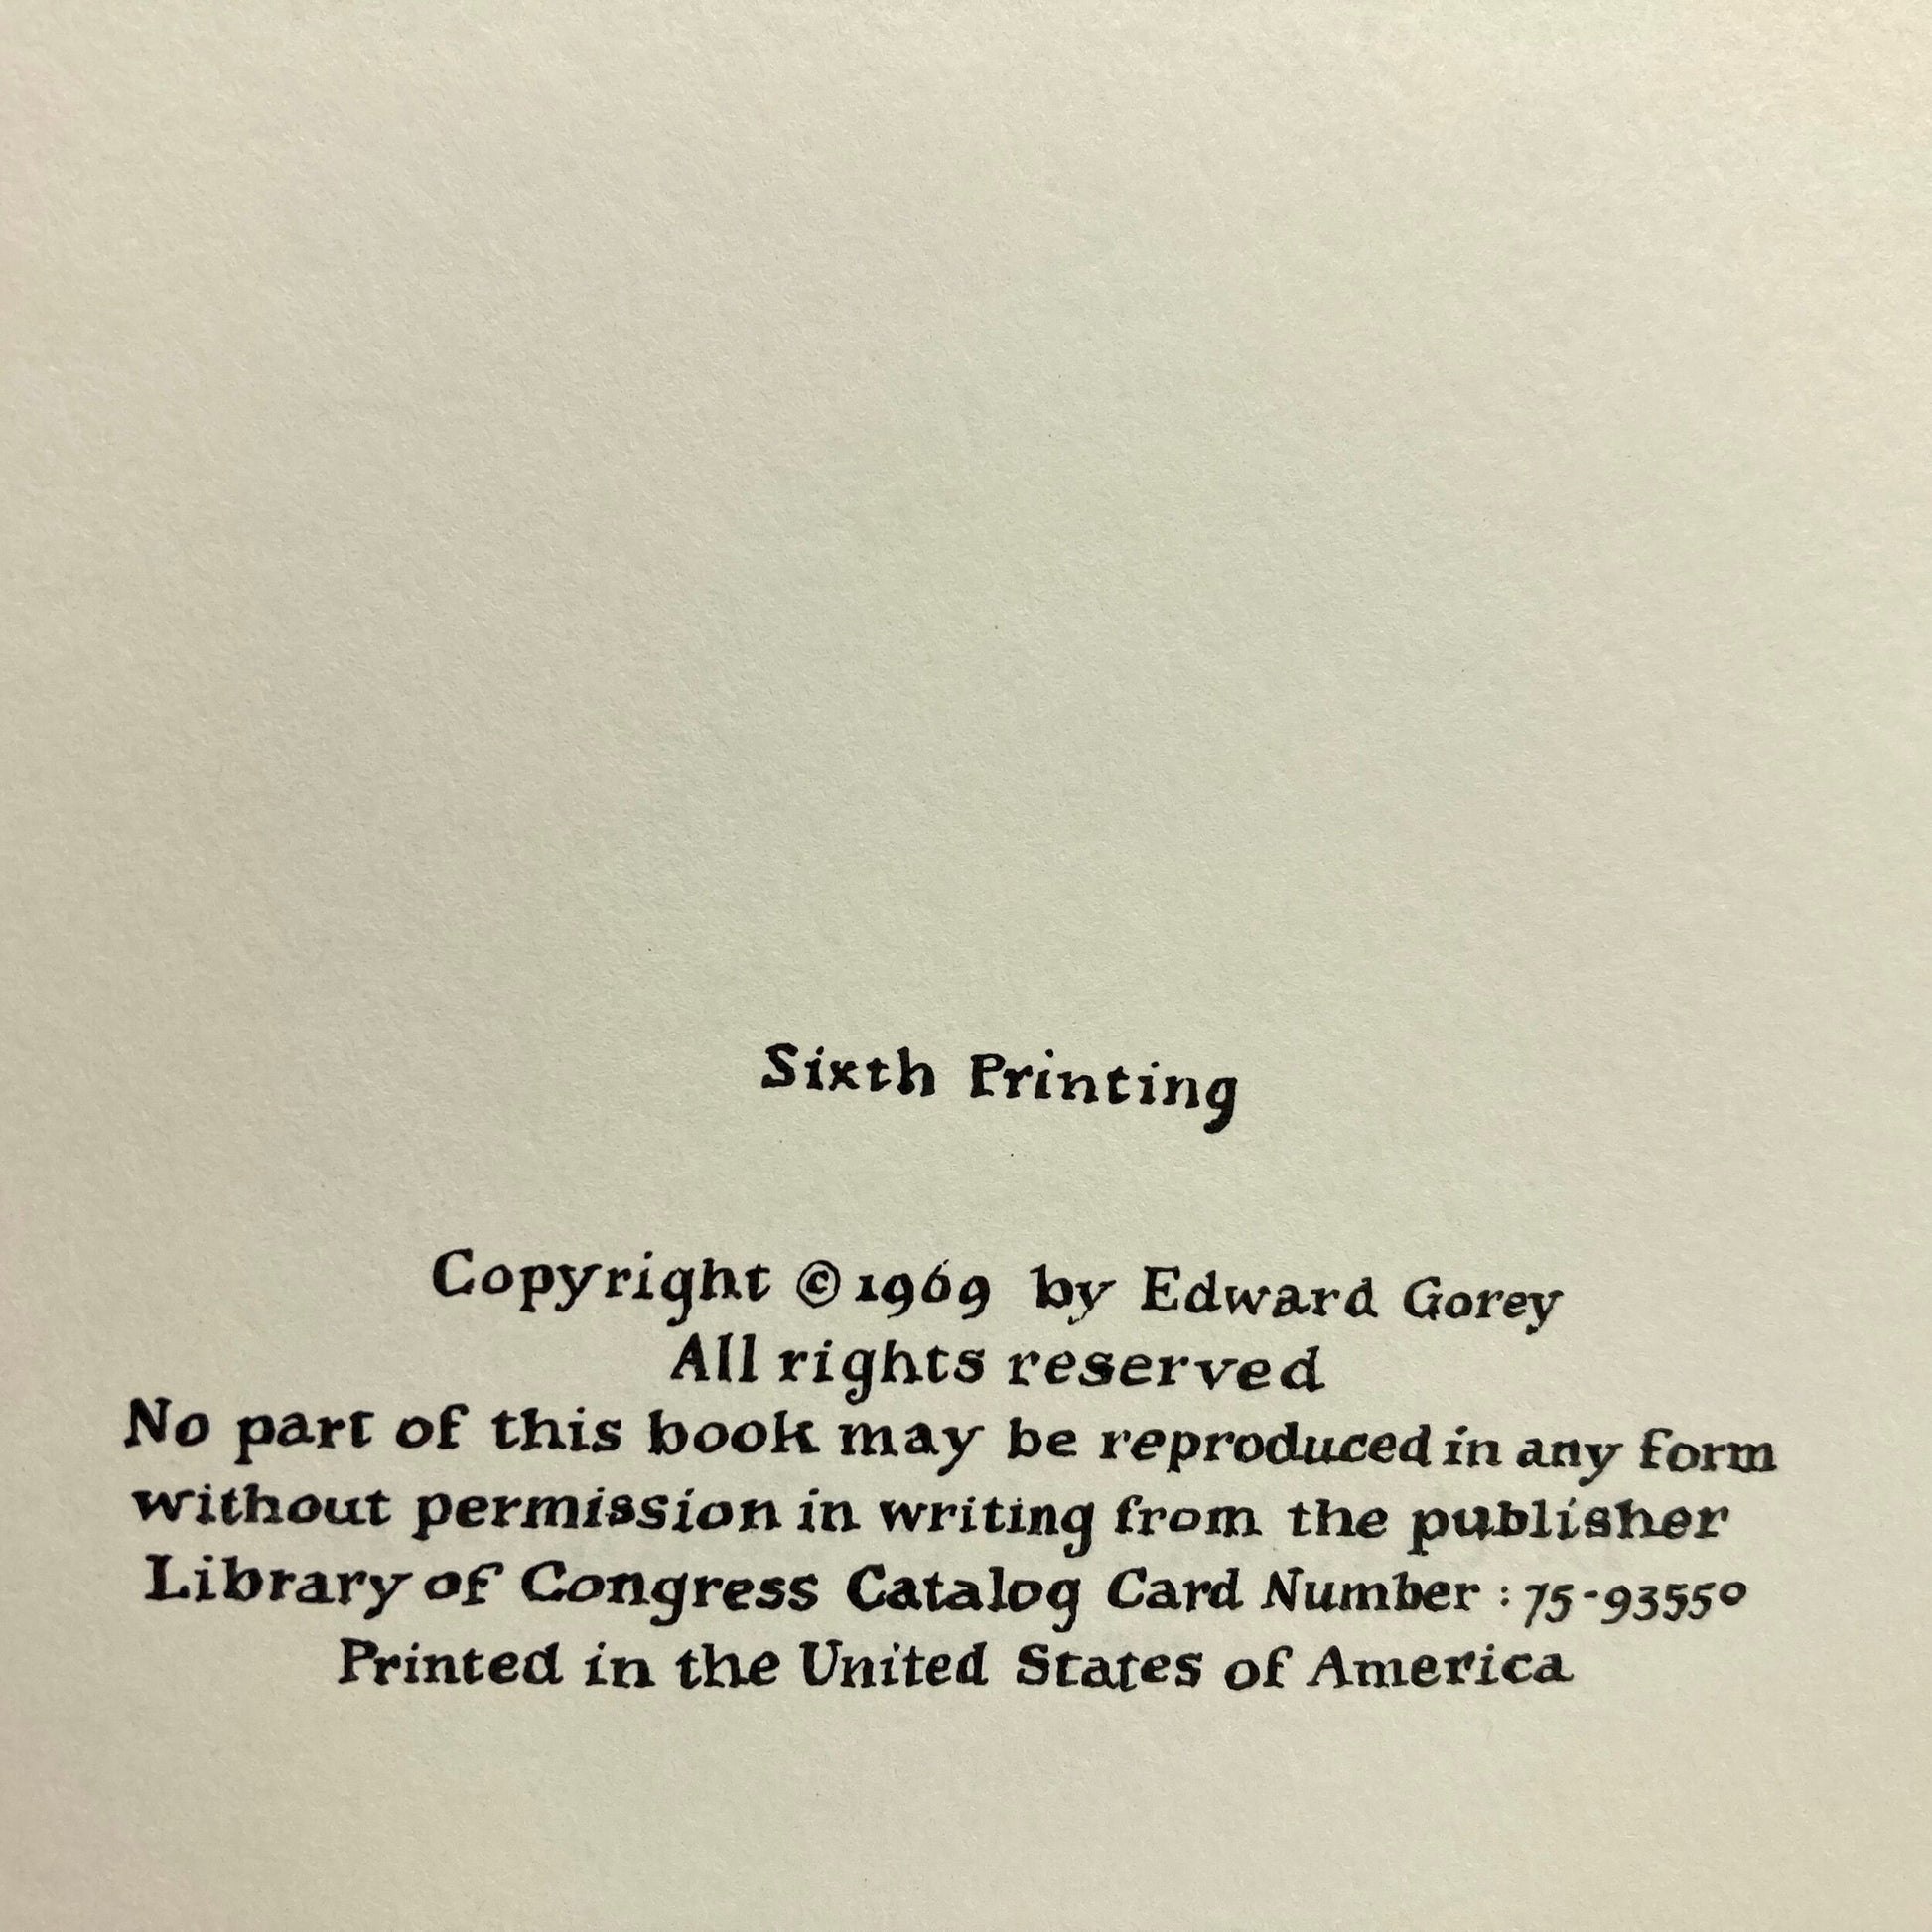 Sixth Printing
Copyright © 1969 by Edward Gorey
All rights reserved
No part of this book may be reproduced in any form
without permission in writing from the publisher
Library of Congress Catalog Card Number : 75-93550
Printed in the United States of America